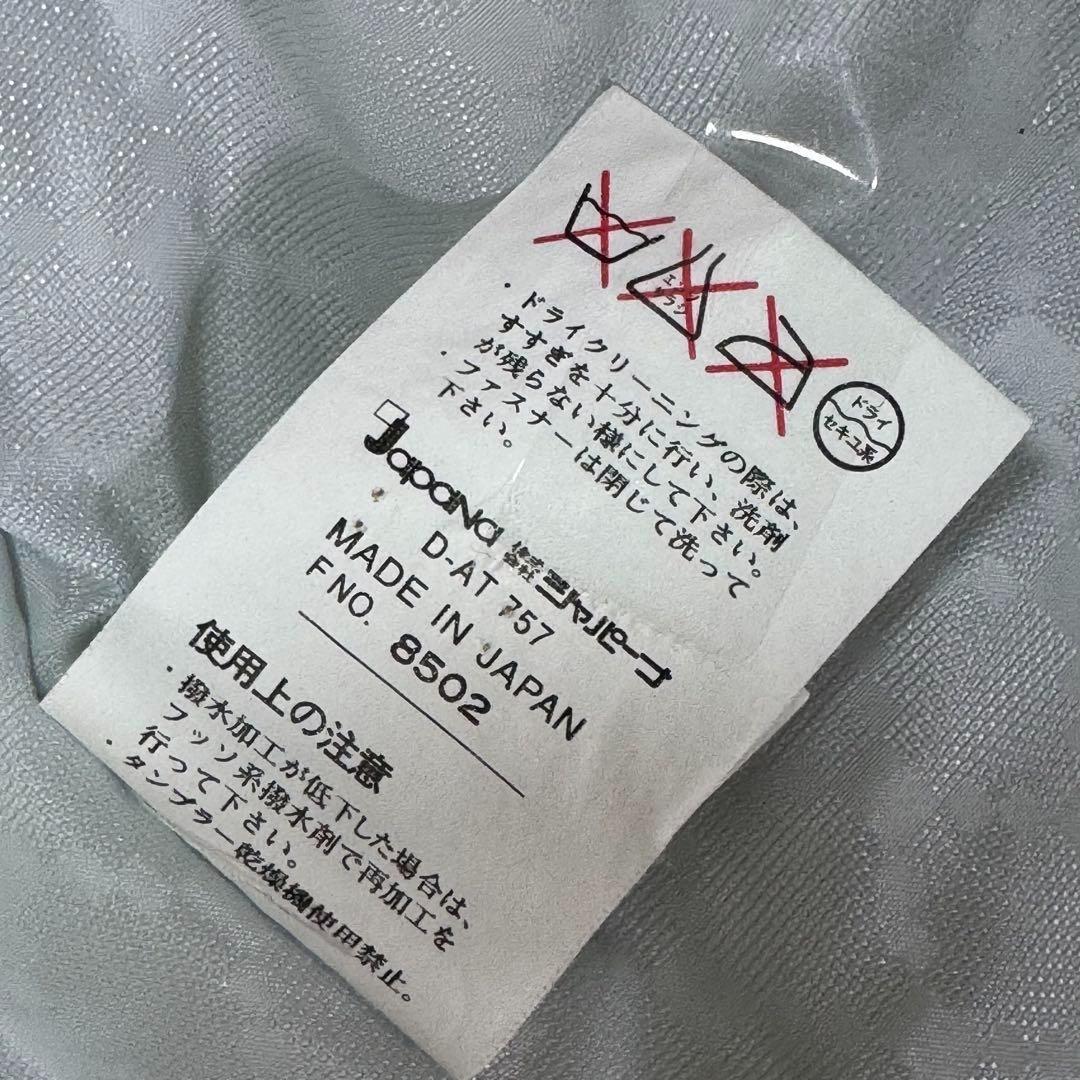 エンソ
サラシ
ドライ
セキユ系
・ドライクリーニングの際は、
すすぎを十分に行い、洗剤
が残らない様にして下さい。
・ファスナーは閉じて洗って
下さい。
JapaNa 株式会社ジャパーナ
D-AT 757
MADE IN JAPAN
F NO. 8502
使用上の注意
・撥水加工が低下した場合は、
フッソ系撥水剤で再加工を
行って下さい。
・タンブラー乾燥機使用禁止。